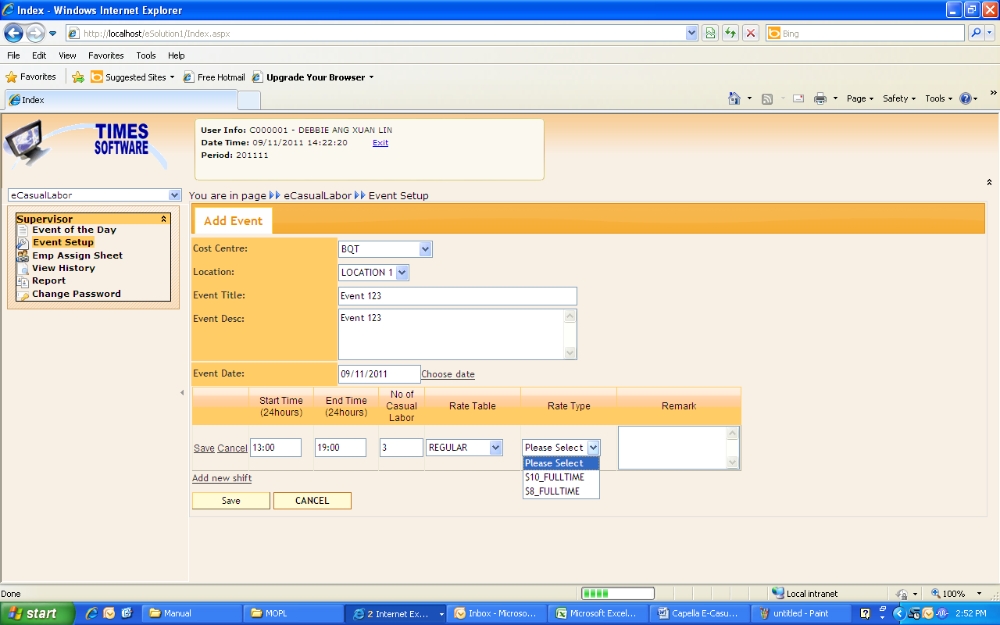 Index - Windows Internet Explorer
http://localhost/eSolution1/Index.aspx
Bing
File Edit View Favorites Tools Help
Favorites Suggested Sites Free Hotmail Upgrade Your Browser
Index
Page Safety Tools
TIMES
SOFTWARE
User Info: C000001 - DEBBIE ANG XUAN LIN
Date Time: 09/11/2011 14:22:20 Exit
Period: 201111
eCasualLabor
You are in page eCasualLabor Event Setup
Supervisor
Event of the Day
Event Setup
Emp Assign Sheet
View History
Report
Change Password
Add Event
Cost Centre: BQT
Location: LOCATION 1
Event Title: Event 123
Event Desc: Event 123
Event Date: 09/11/2011 Choose date
Start Time (24hours) End Time (24hours) No of Casual Labor Rate Table Rate Type Remark
Save Cancel 13:00 19:00 3 REGULAR Please Select
Please Select
$10_FULLTIME
$8_FULLTIME
Add new shift
Save CANCEL
Done Local intranet 100%
start Manual MOPL 2 Internet Ex... Inbox - Microso... Microsoft Excel... Capella E-Casu... untitled - Paint 2:52 PM